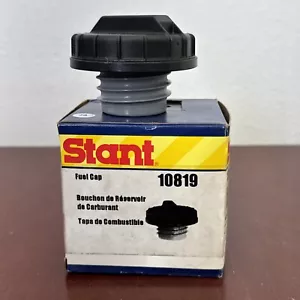 Stant
Fuel Cap
10819
Bouchon de Réservoir
de Carburant
Tapa de Combustible